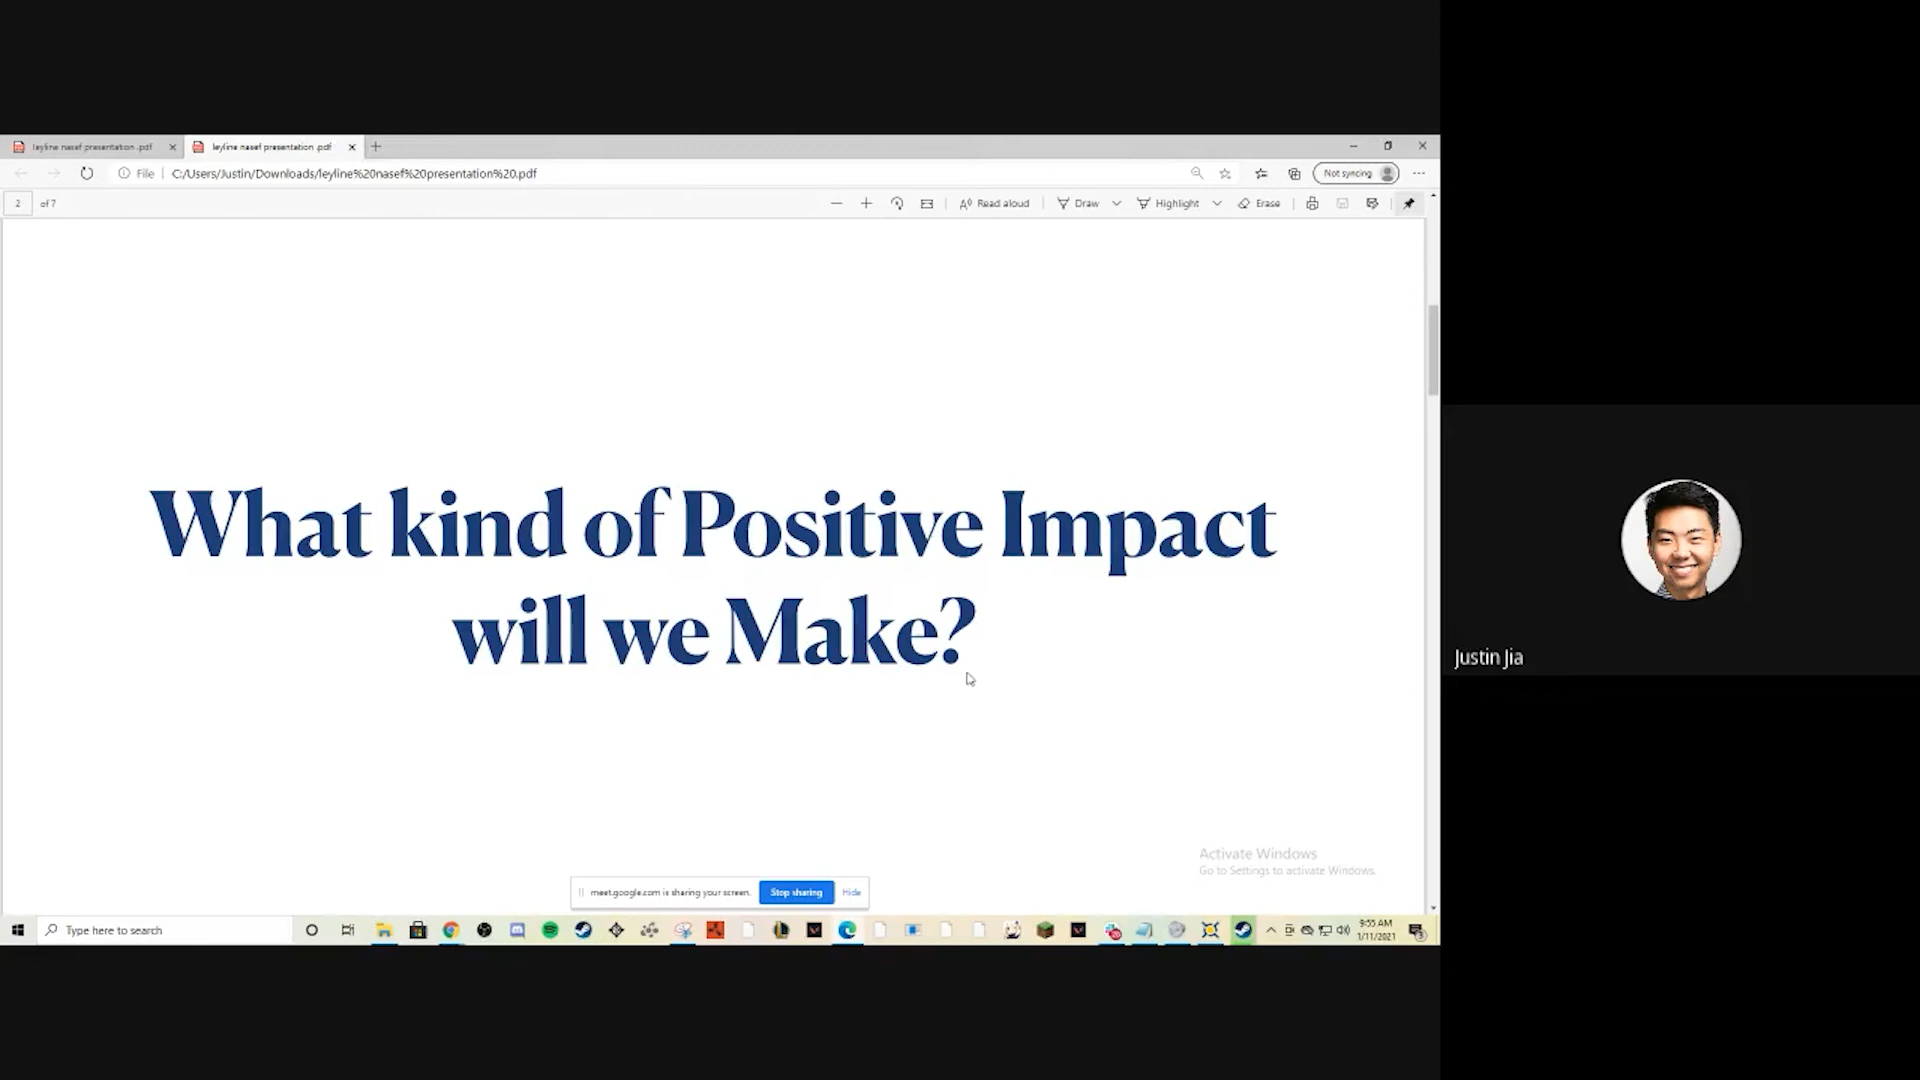 leyline nasef presentation .pdf
leyline nasef presentation .pdf
File
C:/Users/Justin/Downloads/leyline%20nasef%20presentation%20.pdf
Not syncing
2 of 7
Read aloud
Draw
Highlight
Erase
What kind of Positive Impact
will we Make?
Justin Jia
Activate Windows
Go to Settings to activate Windows.
meet.google.com is sharing your screen.
Stop sharing
Hide
Type here to search
9:55 AM
1/11/2021